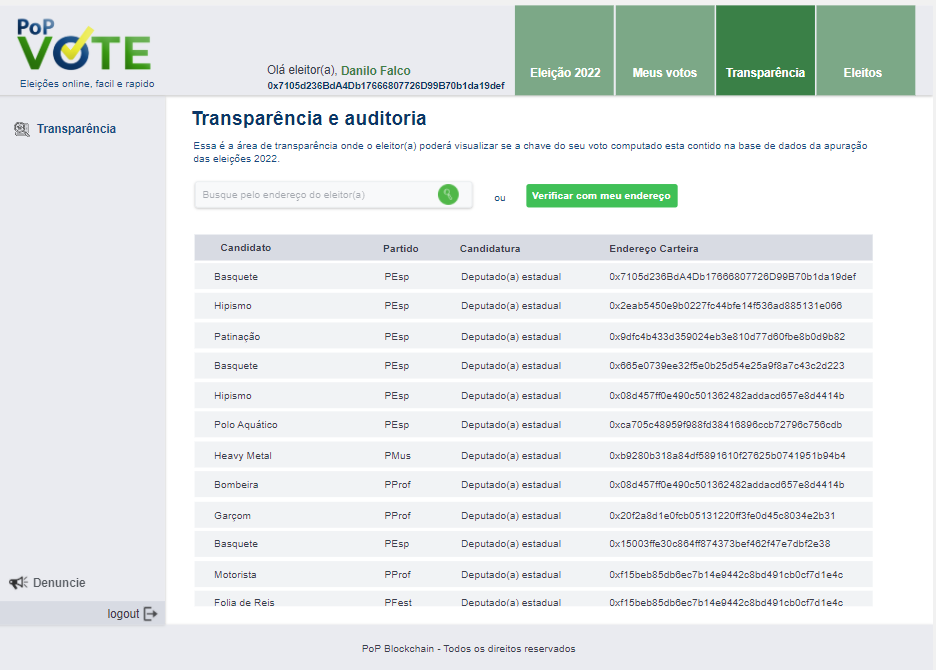 PoP
VOTE
Eleições online, facil e rapido
Olá eleitor(a), Danilo Falco
0x7105d236BdA4Db17666807726D99B70b1da19def
Eleição 2022
Meus votos
Transparência
Eleitos
Transparência
Transparência e auditoria
Essa é a área de transparência onde o eleitor(a) poderá visualizar se a chave do seu voto computado esta contido na base de dados da apuração
das eleições 2022.
Busque pelo endereço do eleitor(a)
ou
Verificar com meu endereço
Candidato Partido Candidatura Endereço Carteira
Basquete PEsp Deputado(a) estadual 0x7105d236BdA4Db17666807726D99B70b1da19def
Hipismo PEsp Deputado(a) estadual 0x2eab5450e9b0227fc44bfe14f536ad885131e066
Patinação PEsp Deputado(a) estadual 0x9dfc4b433d359024eb3e810d77d60fbe8b0d9b82
Basquete PEsp Deputado(a) estadual 0x665e0739ee32f5e0b25d54e25a9f8a7c43c2d223
Hipismo PEsp Deputado(a) estadual 0x08d457ff0e490c501362482addacd657e8d4414b
Polo Aquático PEsp Deputado(a) estadual 0xca705c48959f988fd38416896ccb72796c756cdb
Heavy Metal PMus Deputado(a) estadual 0xb9280b318a84df5891610f27625b0741951b94b4
Bombeira PProf Deputado(a) estadual 0x08d457ff0e490c501362482addacd657e8d4414b
Garçom PProf Deputado(a) estadual 0x20f2a8d1e0fcb05131220ff3fe0d45c8034e2b31
Basquete PEsp Deputado(a) estadual 0x15003ffe30c864ff874373bef462f47e7dbf2e38
Motorista PProf Deputado(a) estadual 0xf15beb85db6ec7b14e9442c8bd491cb0cf7d1e4c
Folia de Reis PFest Deputado(a) estadual 0xf15beb85db6ec7b14e9442c8bd491cb0cf7d1e4c
Denuncie
logout
PoP Blockchain - Todos os direitos reservados